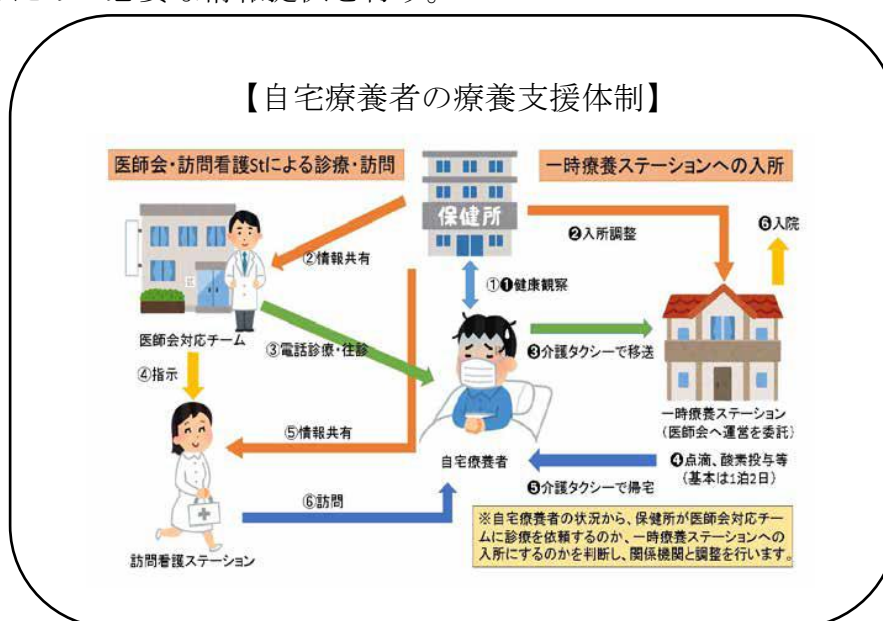 【自宅療養者の療養支援体制】
医師会・訪問看護Stによる診療・訪問
一時療養ステーションへの入所
保健所
②情報共有
❷入所調整
❻入院
①❶健康観察
医師会対応チーム
③電話診療・往診
❸介護タクシーで移送
④指示
一時療養ステーション
（医師会へ運営を委託）
⑤情報共有
自宅療養者
❹点滴、酸素投与等
（基本は1泊2日）
❺介護タクシーで帰宅
⑥訪問
訪問看護ステーション
※自宅療養者の状況から、保健所が医師会対応チー
ムに診療を依頼するのか、一時療養ステーションへの
入所にするのかを判断し、関係機関と調整を行います。